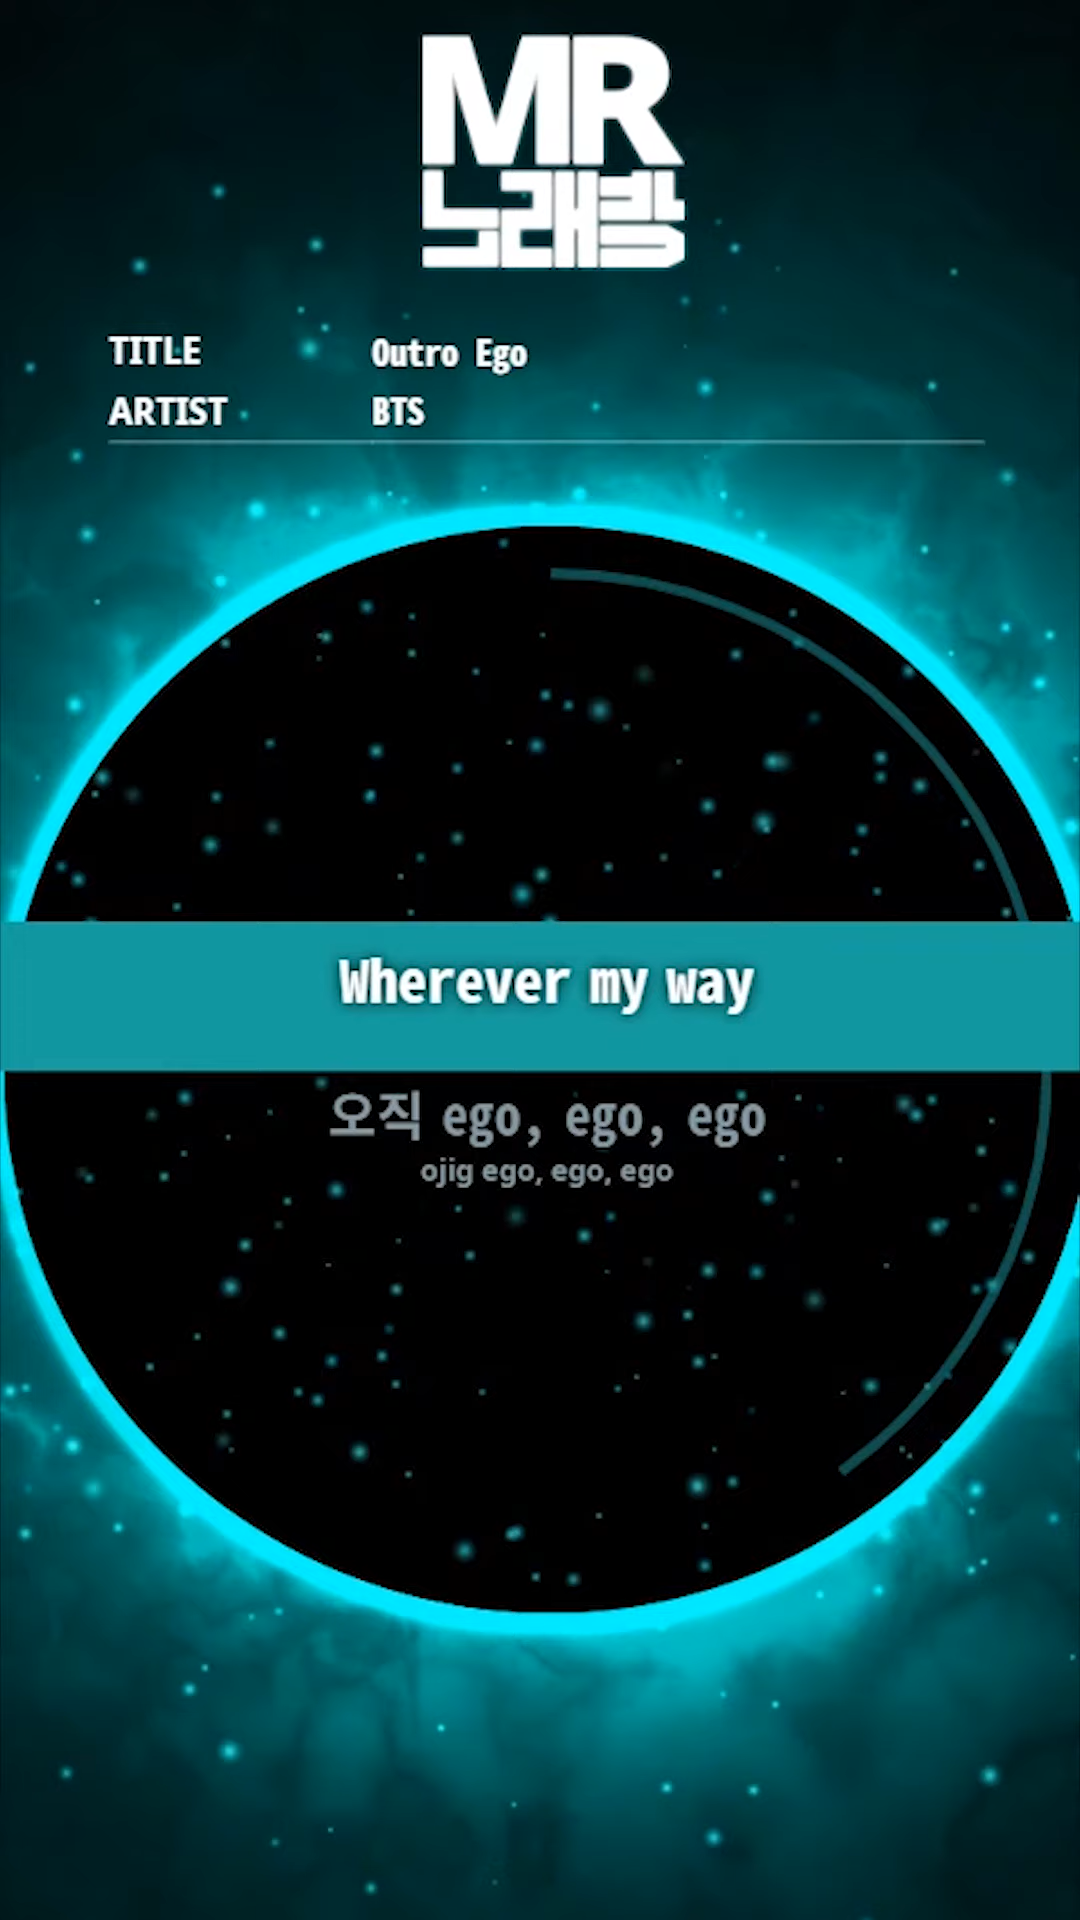 MR
노래방
TITLE Outro Ego
ARTIST BTS
Wherever my way
오직 ego, ego, ego
ojig ego, ego, ego